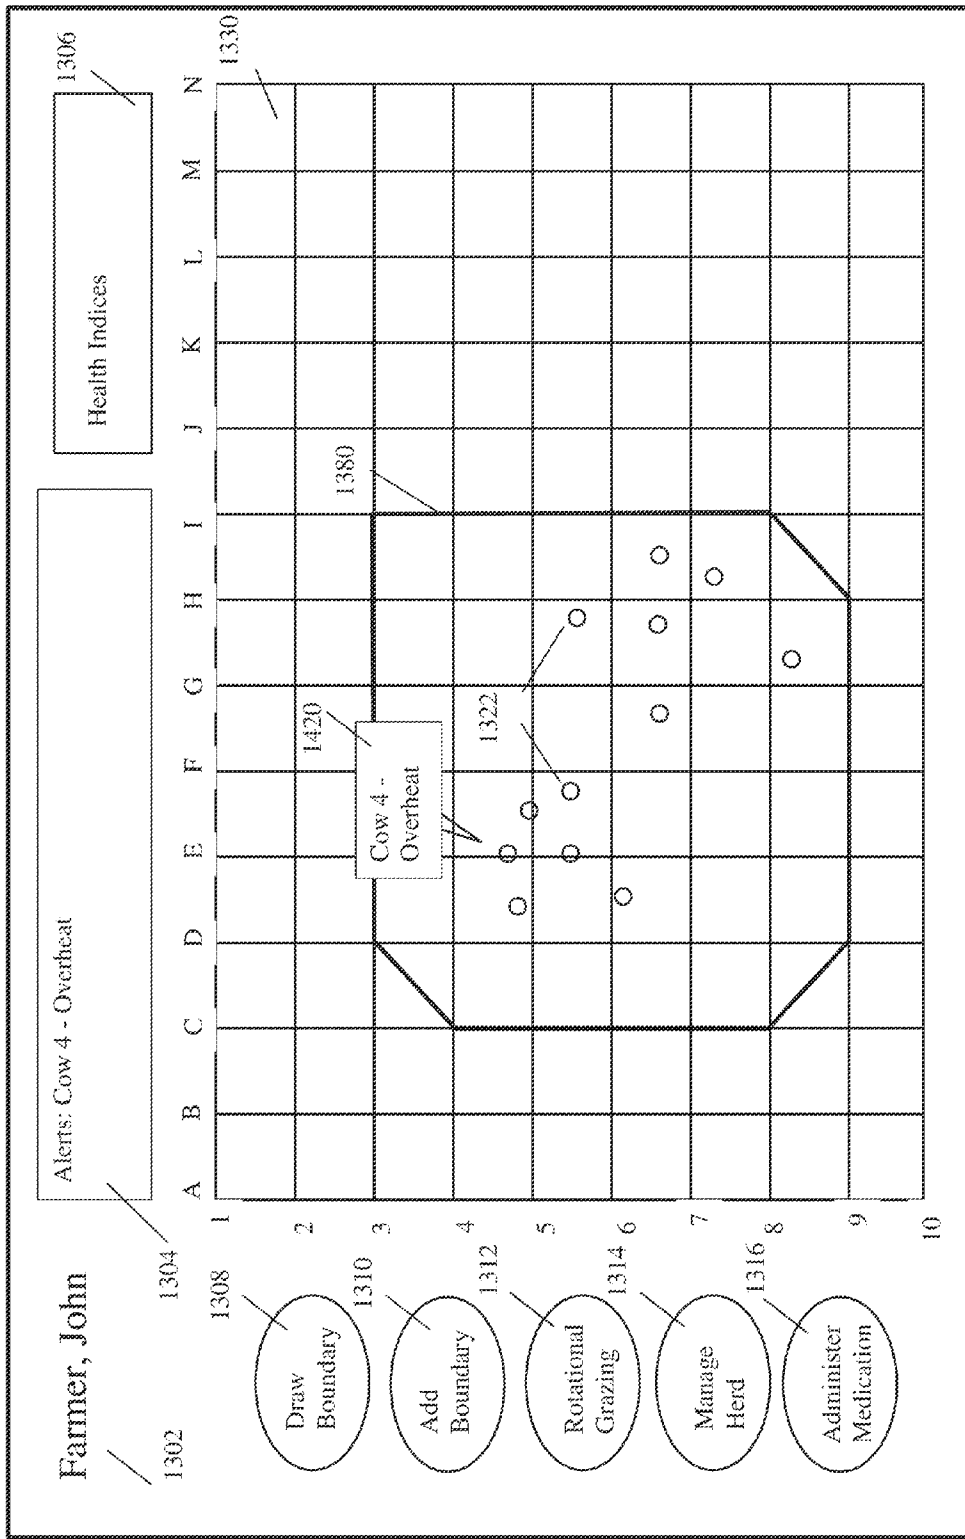 Farmer, John
1302
1304
Alerts: Cow 4 - Overheat
Health Indices
1306
1330
A B C D E F G H I J K L M N
1
2
3
4
5
6
7
8
9
10
Draw
Boundary
1308
Add
Boundary
1310
Rotational
Grazing
1312
Manage
Herd
1314
Administer
Medication
1316
Cow 4 -
Overheat
1420
1322
1380